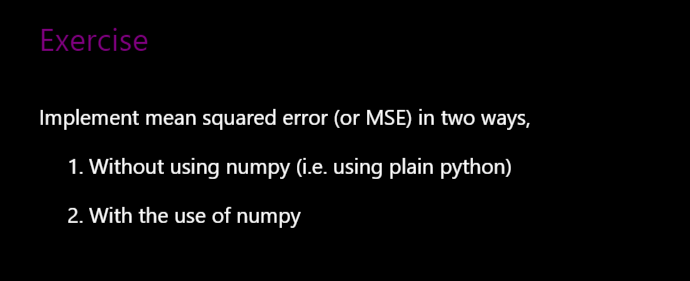 Exercise
Implement mean squared error (or MSE) in two ways,
1. Without using numpy (i.e. using plain python)
2. With the use of numpy